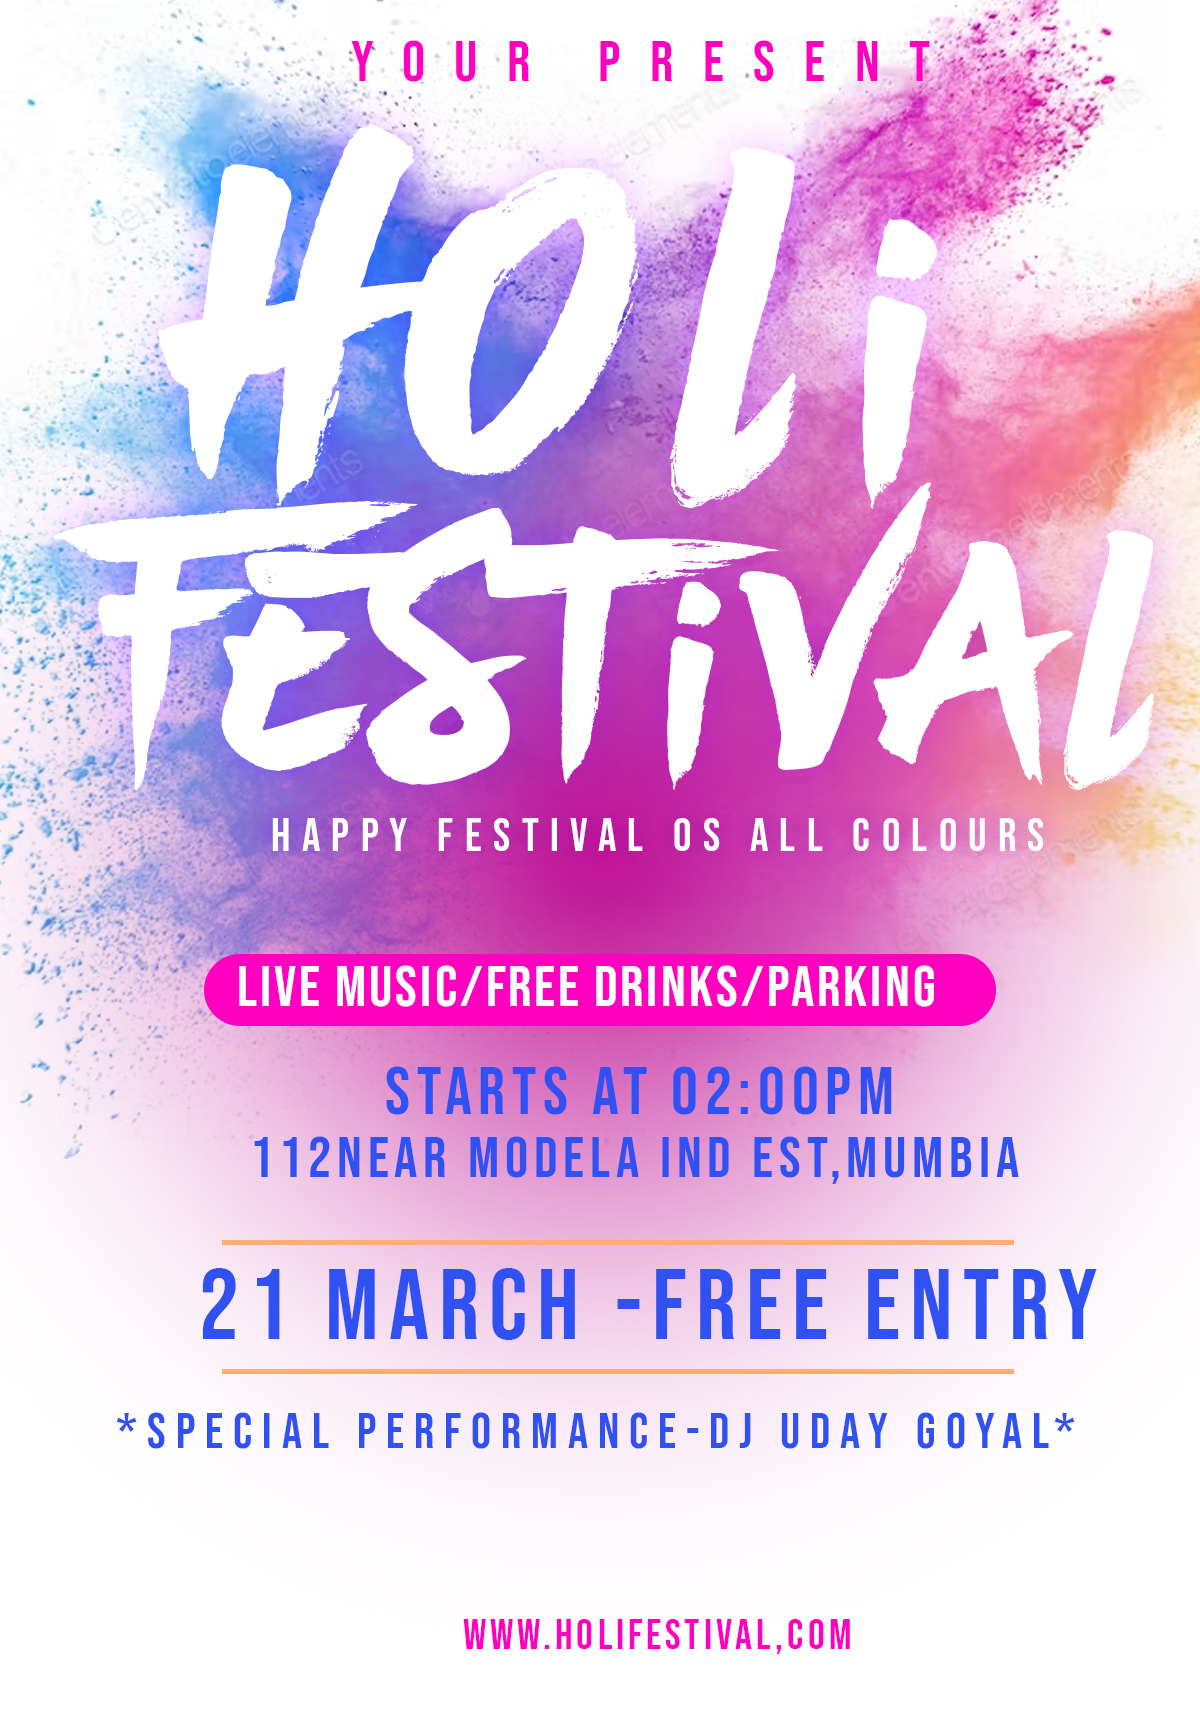 YOUR PRESENT
HOLi
FESTiVAL
HAPPY FESTIVAL OS ALL COLOURS
LIVE MUSIC/FREE DRINKS/PARKING
STARTS AT 02:00PM
112NEAR MODELA IND EST,MUMBIA
21 MARCH -FREE ENTRY
*SPECIAL PERFORMANCE-DJ UDAY GOYAL*
WWW.HOLIFESTIVAL,COM